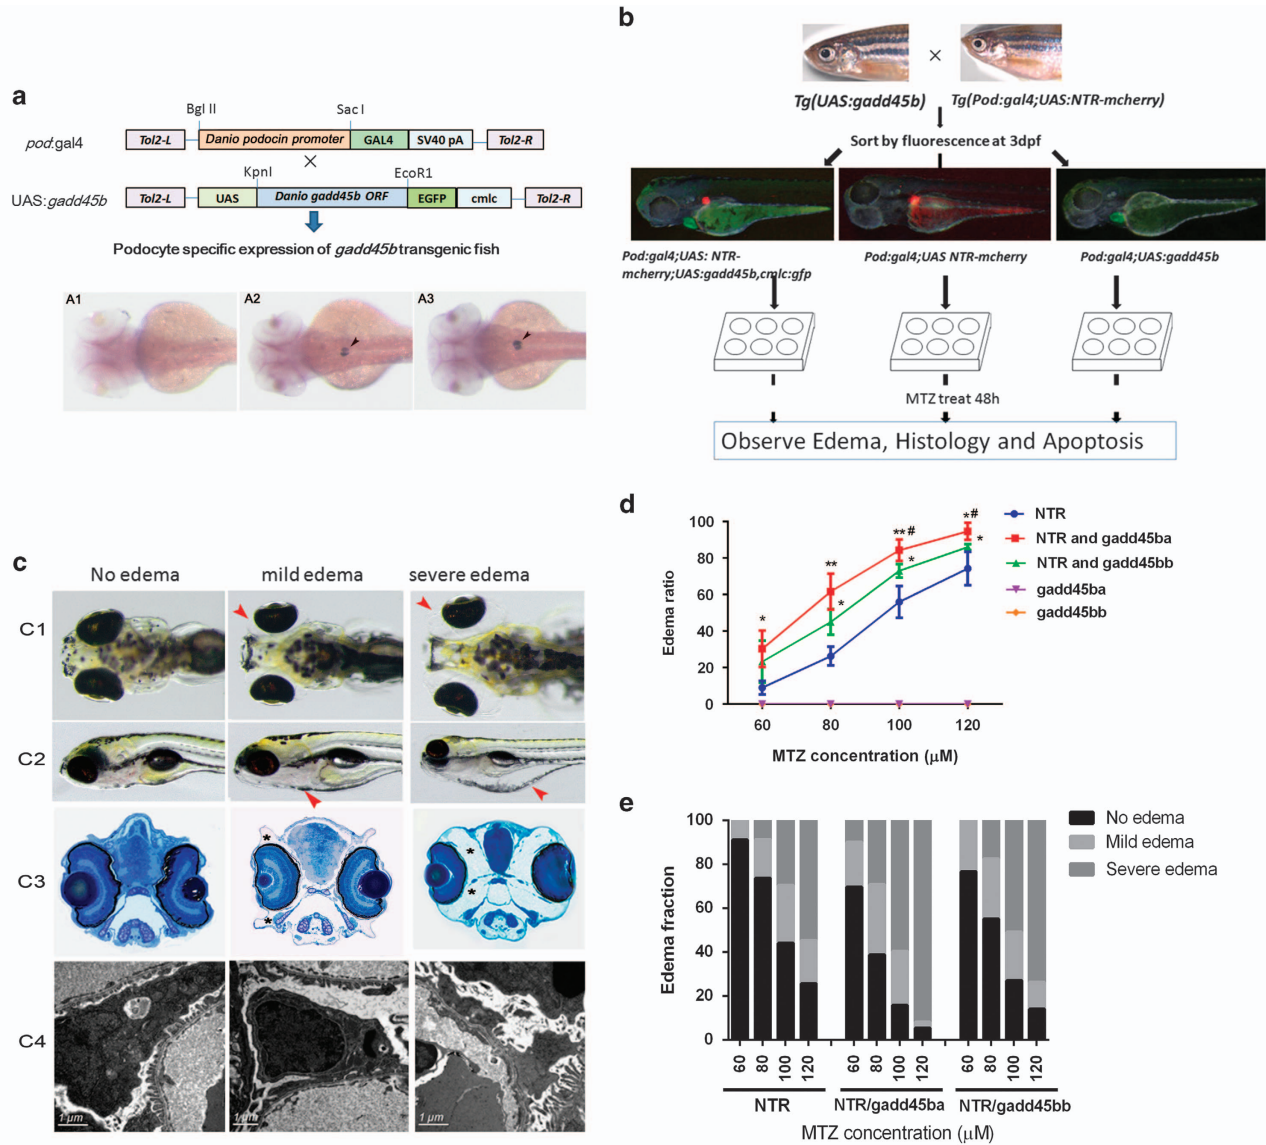 a
Bgl II
Sac I
pod:gal4
Tol2-L
Danio podocin promoter
GAL4
SV40 pA
Tol2-R
×
KpnI
EcoR1
UAS:gadd45b
Tol2-L
UAS
Danio gadd45b ORF
EGFP
cmlc
Tol2-R
Podocyte specific expression of gadd45b transgenic fish
A1
A2
A3
b
×
Tg(UAS:gadd45b)
Tg(Pod:gal4;UAS:NTR-mcherry)
Sort by fluorescence at 3dpf
Pod:gal4;UAS: NTR-
mcherry;UAS:gadd45b,cmlc:gfp
Pod:gal4;UAS NTR-mcherry
Pod:gal4;UAS:gadd45b
MTZ treat 48h
Observe Edema, Histology and Apoptosis
c
No edema
mild edema
severe edema
C1
C2
C3
*
*
*
*
C4
1 µm
1 µm
1 µm
d
Edema ratio
100
80
60
40
20
0
60
80
100
120
MTZ concentration (µM)
*
**
*
**#
*
*#
*
NTR
NTR and gadd45ba
NTR and gadd45bb
gadd45ba
gadd45bb
e
Edema fraction
100
80
60
40
20
0
No edema
Mild edema
Severe edema
60
80
100
120
60
80
100
120
60
80
100
120
NTR
NTR/gadd45ba
NTR/gadd45bb
MTZ concentration (µM)